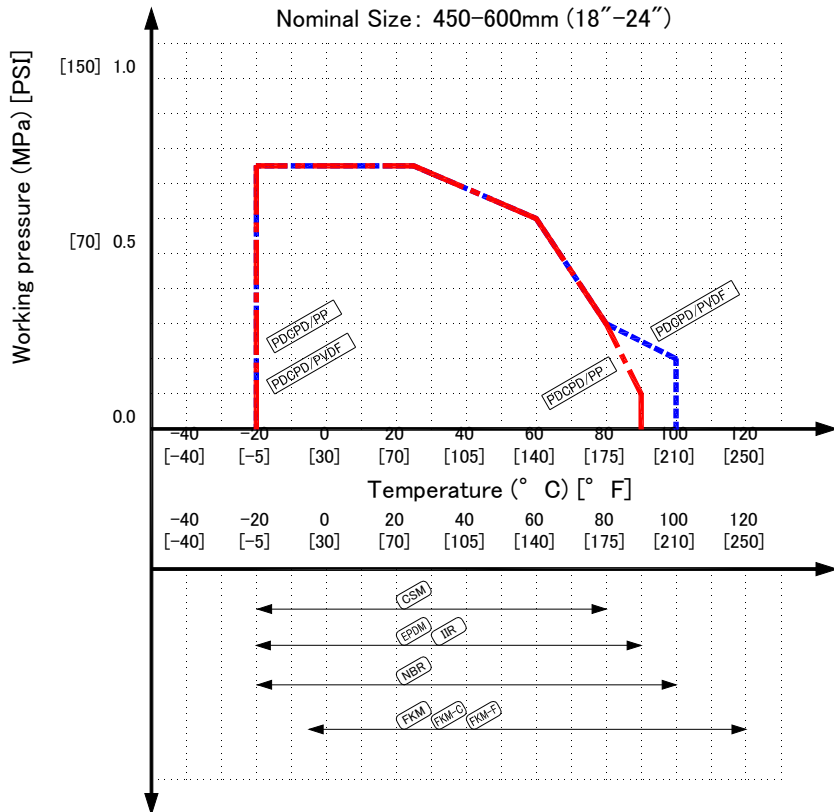 Nominal Size: 450-600mm (18"-24")
Working pressure (MPa) [PSI]
[150] 1.0
[70] 0.5
0.0
PDCPD/PP
PDCPD/PVDF
PDCPD/PVDF
PDCPD/PP
-40 -20 0 20 40 60 80 100 120
[-40] [-5] [30] [70] [105] [140] [175] [210] [250]
Temperature (° C) [° F]
-40 -20 0 20 40 60 80 100 120
[-40] [-5] [30] [70] [105] [140] [175] [210] [250]
CSM
EPDM IIR
NBR
FKM FKM-C FKM-F